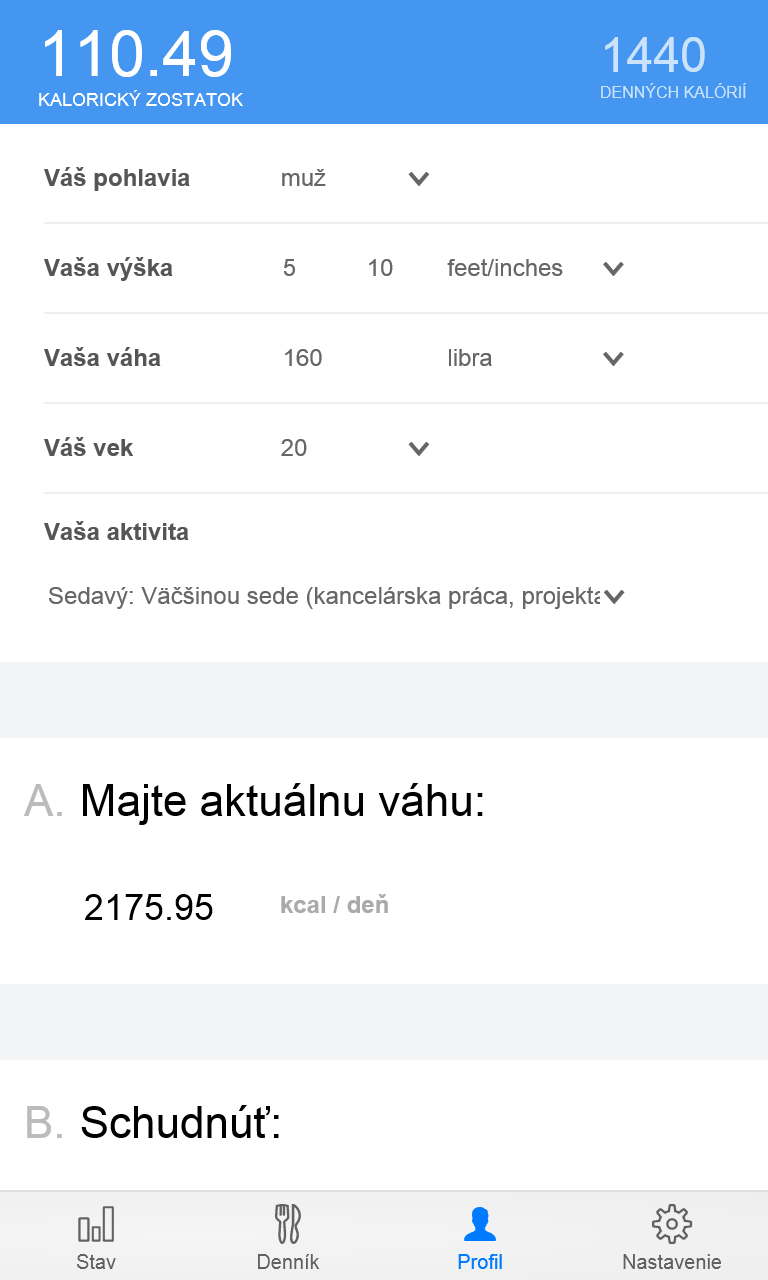 110.49
1440
KALORICKÝ ZOSTATOK
DENNÝCH KALÓRIÍ
Váš pohlavia muž
Vaša výška 5 10 feet/inches
Vaša váha 160 libra
Váš vek 20
Vaša aktivita
Sedavý: Väčšinou sede (kancelárska práca, projekta
A. Majte aktuálnu váhu:
2175.95 kcal / deň
B. Schudnúť:
Stav Denník Profil Nastavenie